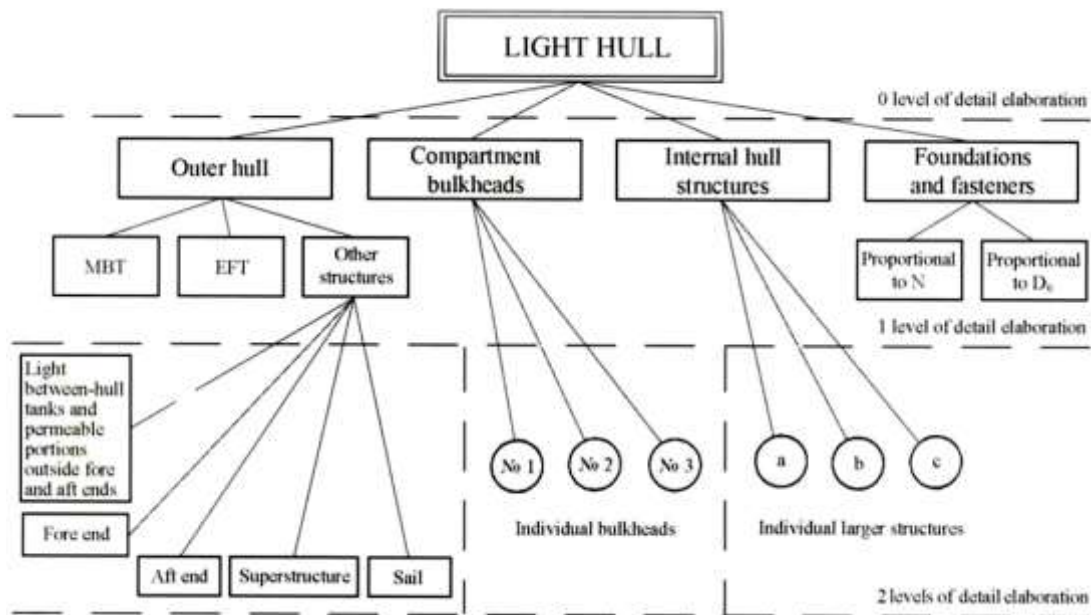 LIGHT HULL
0 level of detail elaboration
Outer hull
Compartment
bulkheads
Internal hull
structures
Foundations
and fasteners
MBT
EFT
Other
structures
Proportional
to N
Proportional
to Dₙ
1 level of detail elaboration
Light
between-hull
tanks and
permeable
portions
outside fore
and aft ends
№ 1
№ 2
№ 3
a
b
c
Fore end
Individual bulkheads
Individual larger structures
Aft end
Superstructure
Sail
2 levels of detail elaboration